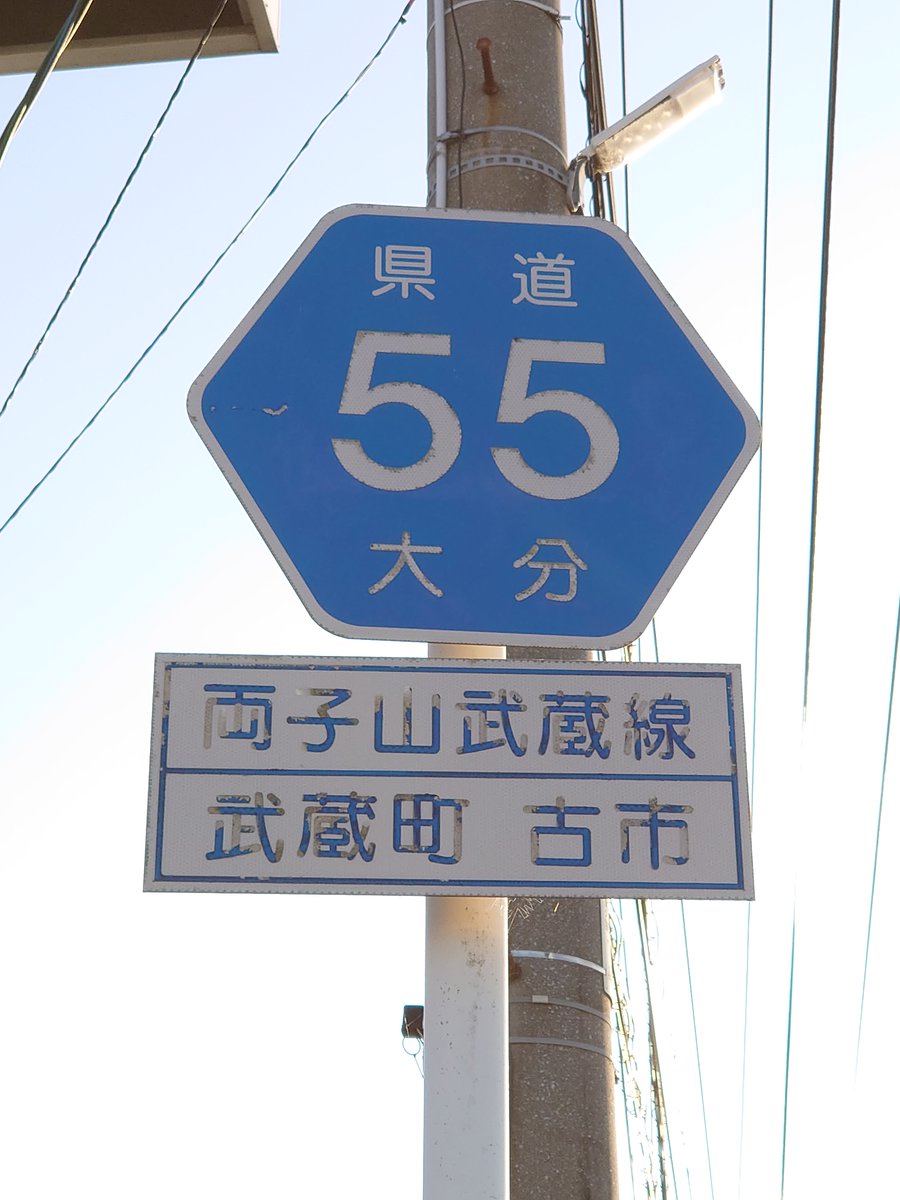 県道
55
大分
両子山武蔵線
武蔵町 古市